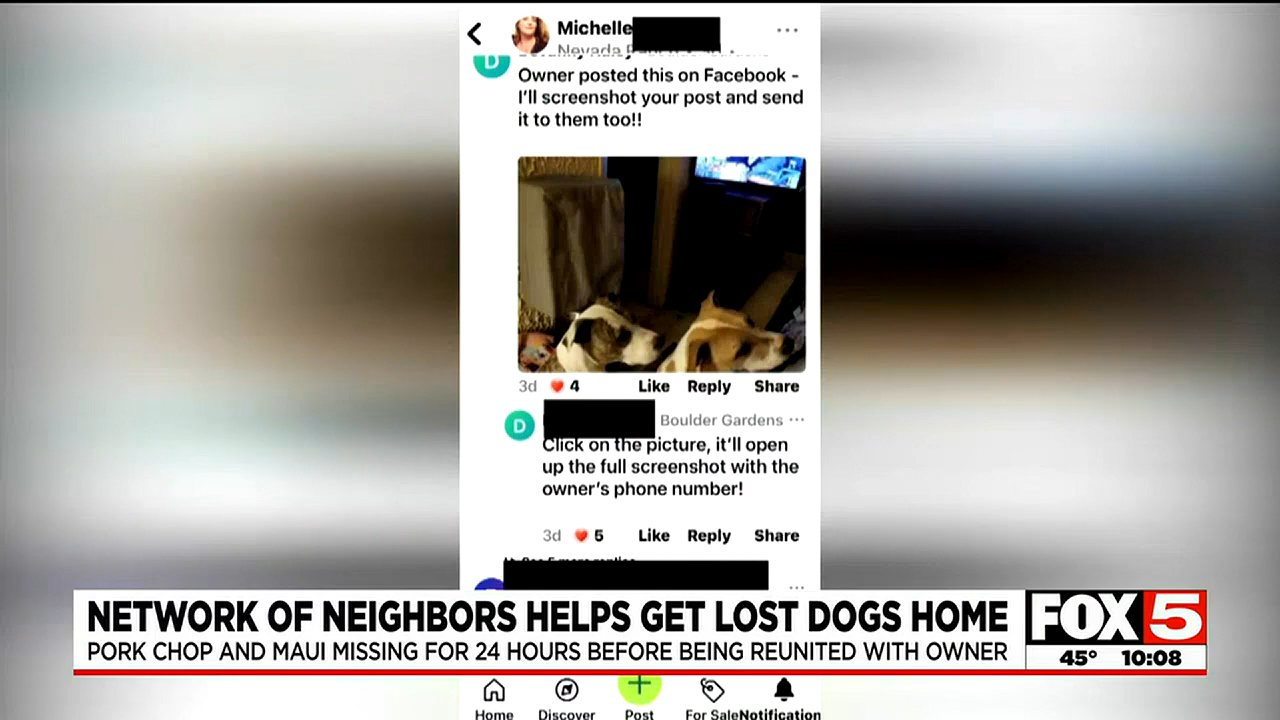 Michelle
Nevada
Owner posted this on Facebook -
I'll screenshot your post and send
it to them too!!
3d 4 Like Reply Share
D Boulder Gardens
Click on the picture, it'll open
up the full screenshot with the
owner's phone number!
3d 5 Like Reply Share
NETWORK OF NEIGHBORS HELPS GET LOST DOGS HOME
PORK CHOP AND MAUI MISSING FOR 24 HOURS BEFORE BEING REUNITED WITH OWNER
FOX 5
45° 10:08
Home Discover Post For Sale Notification